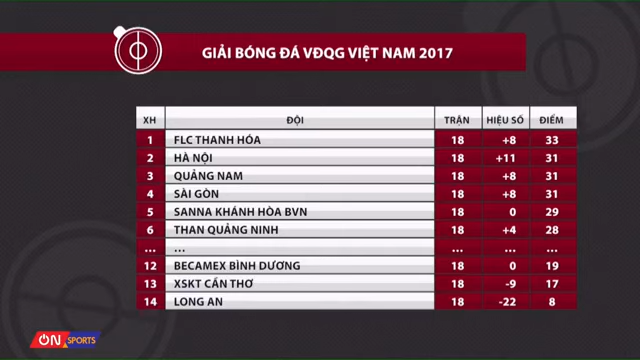 GIẢI BÓNG ĐÁ VĐQG VIỆT NAM 2017
XH ĐỘI TRẬN HIỆU SỐ ĐIỂM
1 FLC THANH HÓA 18 +8 33
2 HÀ NỘI 18 +11 31
3 QUẢNG NAM 18 +8 31
4 SÀI GÒN 18 +8 31
5 SANNA KHÁNH HÒA BVN 18 0 29
6 THAN QUẢNG NINH 18 +4 28
... ... ... ... ...
12 BECAMEX BÌNH DƯƠNG 18 0 19
13 XSKT CẦN THƠ 18 -9 17
14 LONG AN 18 -22 8
ON SPORTS